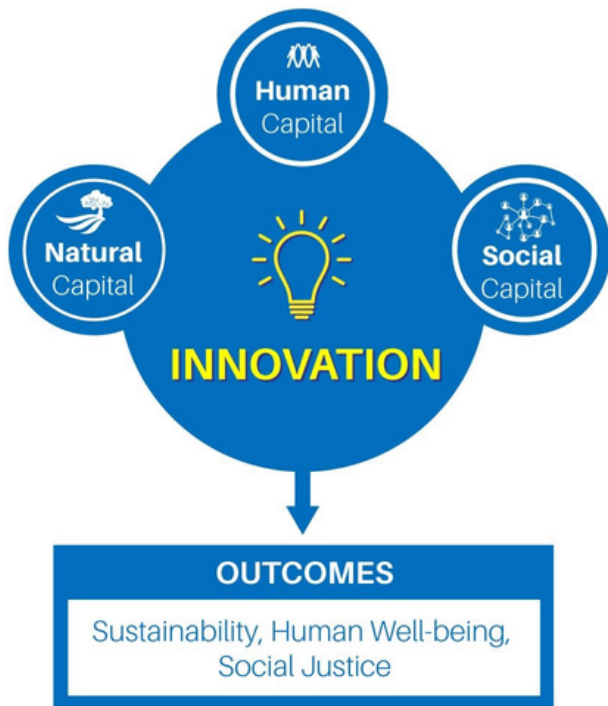 Human
Capital
Natural
Capital
Social
Capital
INNOVATION
OUTCOMES
Sustainability, Human Well-being,
Social Justice